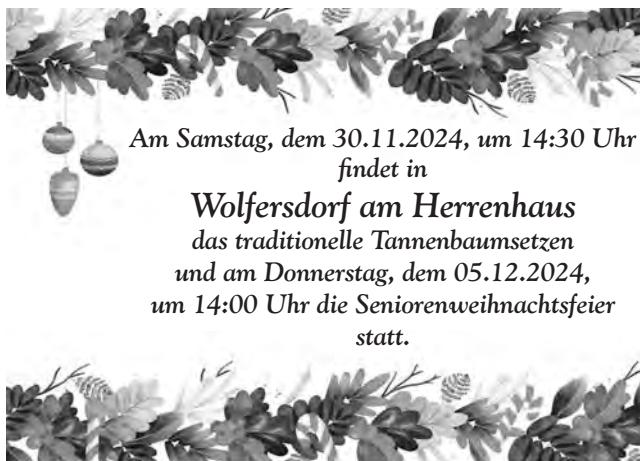 Am Samstag, dem 30.11.2024, um 14:30 Uhr
findet in
Wolfersdorf am Herrenhaus
das traditionelle Tannenbaumsetzen
und am Donnerstag, dem 05.12.2024,
um 14:00 Uhr die Seniorenweihnachtsfeier
statt.